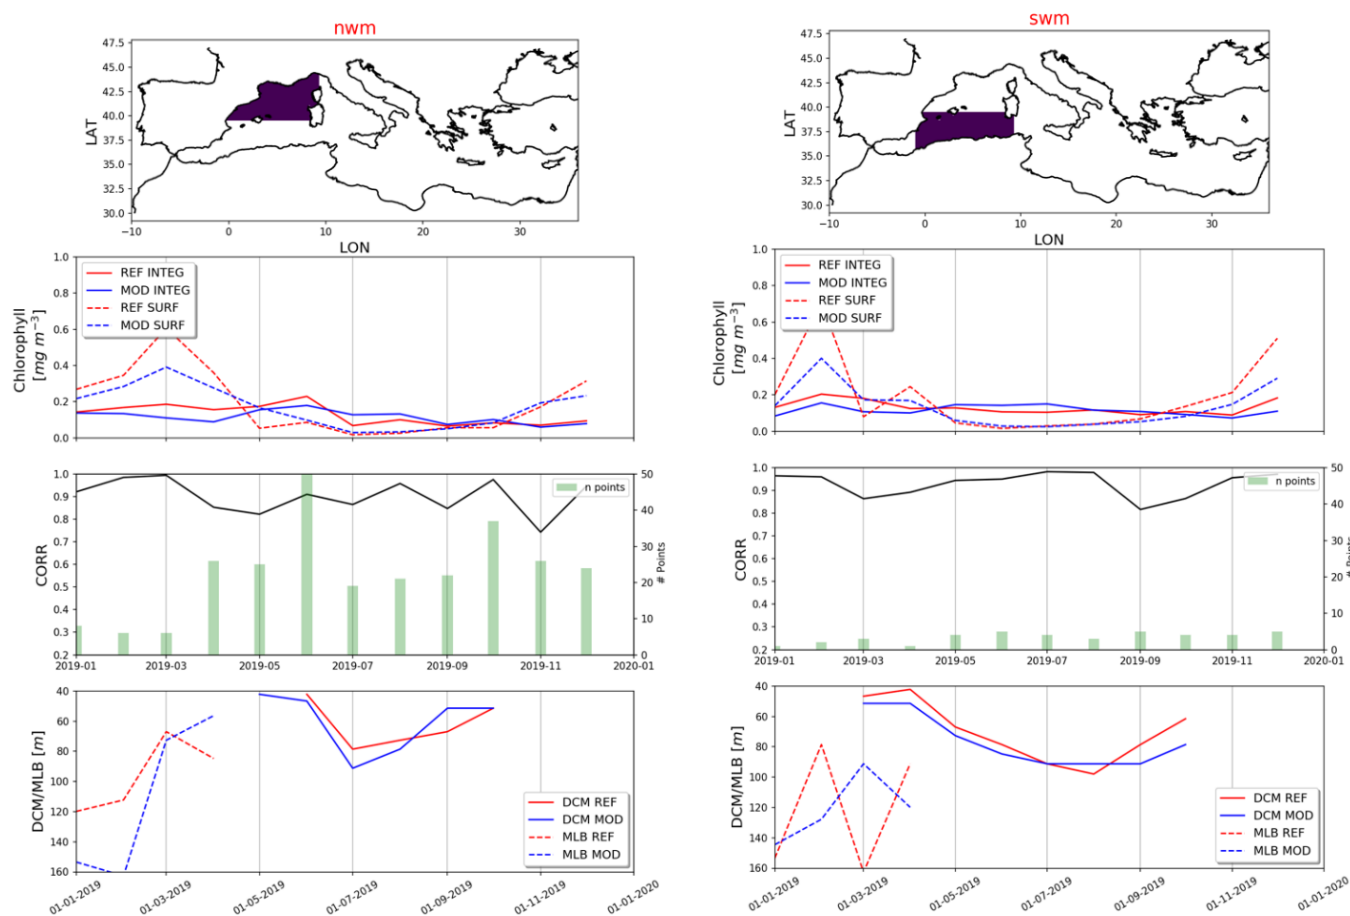 nwm
47.5
45.0
42.5
40.0
37.5
35.0
32.5
30.0
LAT
−10 0 10 20 30
LON
1.0
0.8
0.6
0.4
0.2
0.0
Chlorophyll
[mg m⁻³]
REF INTEG
MOD INTEG
REF SURF
MOD SURF
1.0
0.9
0.8
0.7
0.6
0.5
0.4
0.3
0.2
CORR
n points
50
40
30
20
10
0
# Points
2019-01 2019-03 2019-05 2019-07 2019-09 2019-11 2020-01
40
60
80
100
120
140
160
DCM/MLB [m]
DCM REF
DCM MOD
MLB REF
MLB MOD
01-01-2019 01-03-2019 01-05-2019 01-07-2019 01-09-2019 01-11-2019 01-01-2020
swm
47.5
45.0
42.5
40.0
37.5
35.0
32.5
30.0
LAT
−10 0 10 20 30
LON
1.0
0.8
0.6
0.4
0.2
0.0
Chlorophyll
[mg m⁻³]
REF INTEG
MOD INTEG
REF SURF
MOD SURF
1.0
0.9
0.8
0.7
0.6
0.5
0.4
0.3
0.2
CORR
n points
50
40
30
20
10
0
# Points
2019-01 2019-03 2019-05 2019-07 2019-09 2019-11 2020-01
40
60
80
100
120
140
160
DCM/MLB [m]
DCM REF
DCM MOD
MLB REF
MLB MOD
01-01-2019 01-03-2019 01-05-2019 01-07-2019 01-09-2019 01-11-2019 01-01-2020